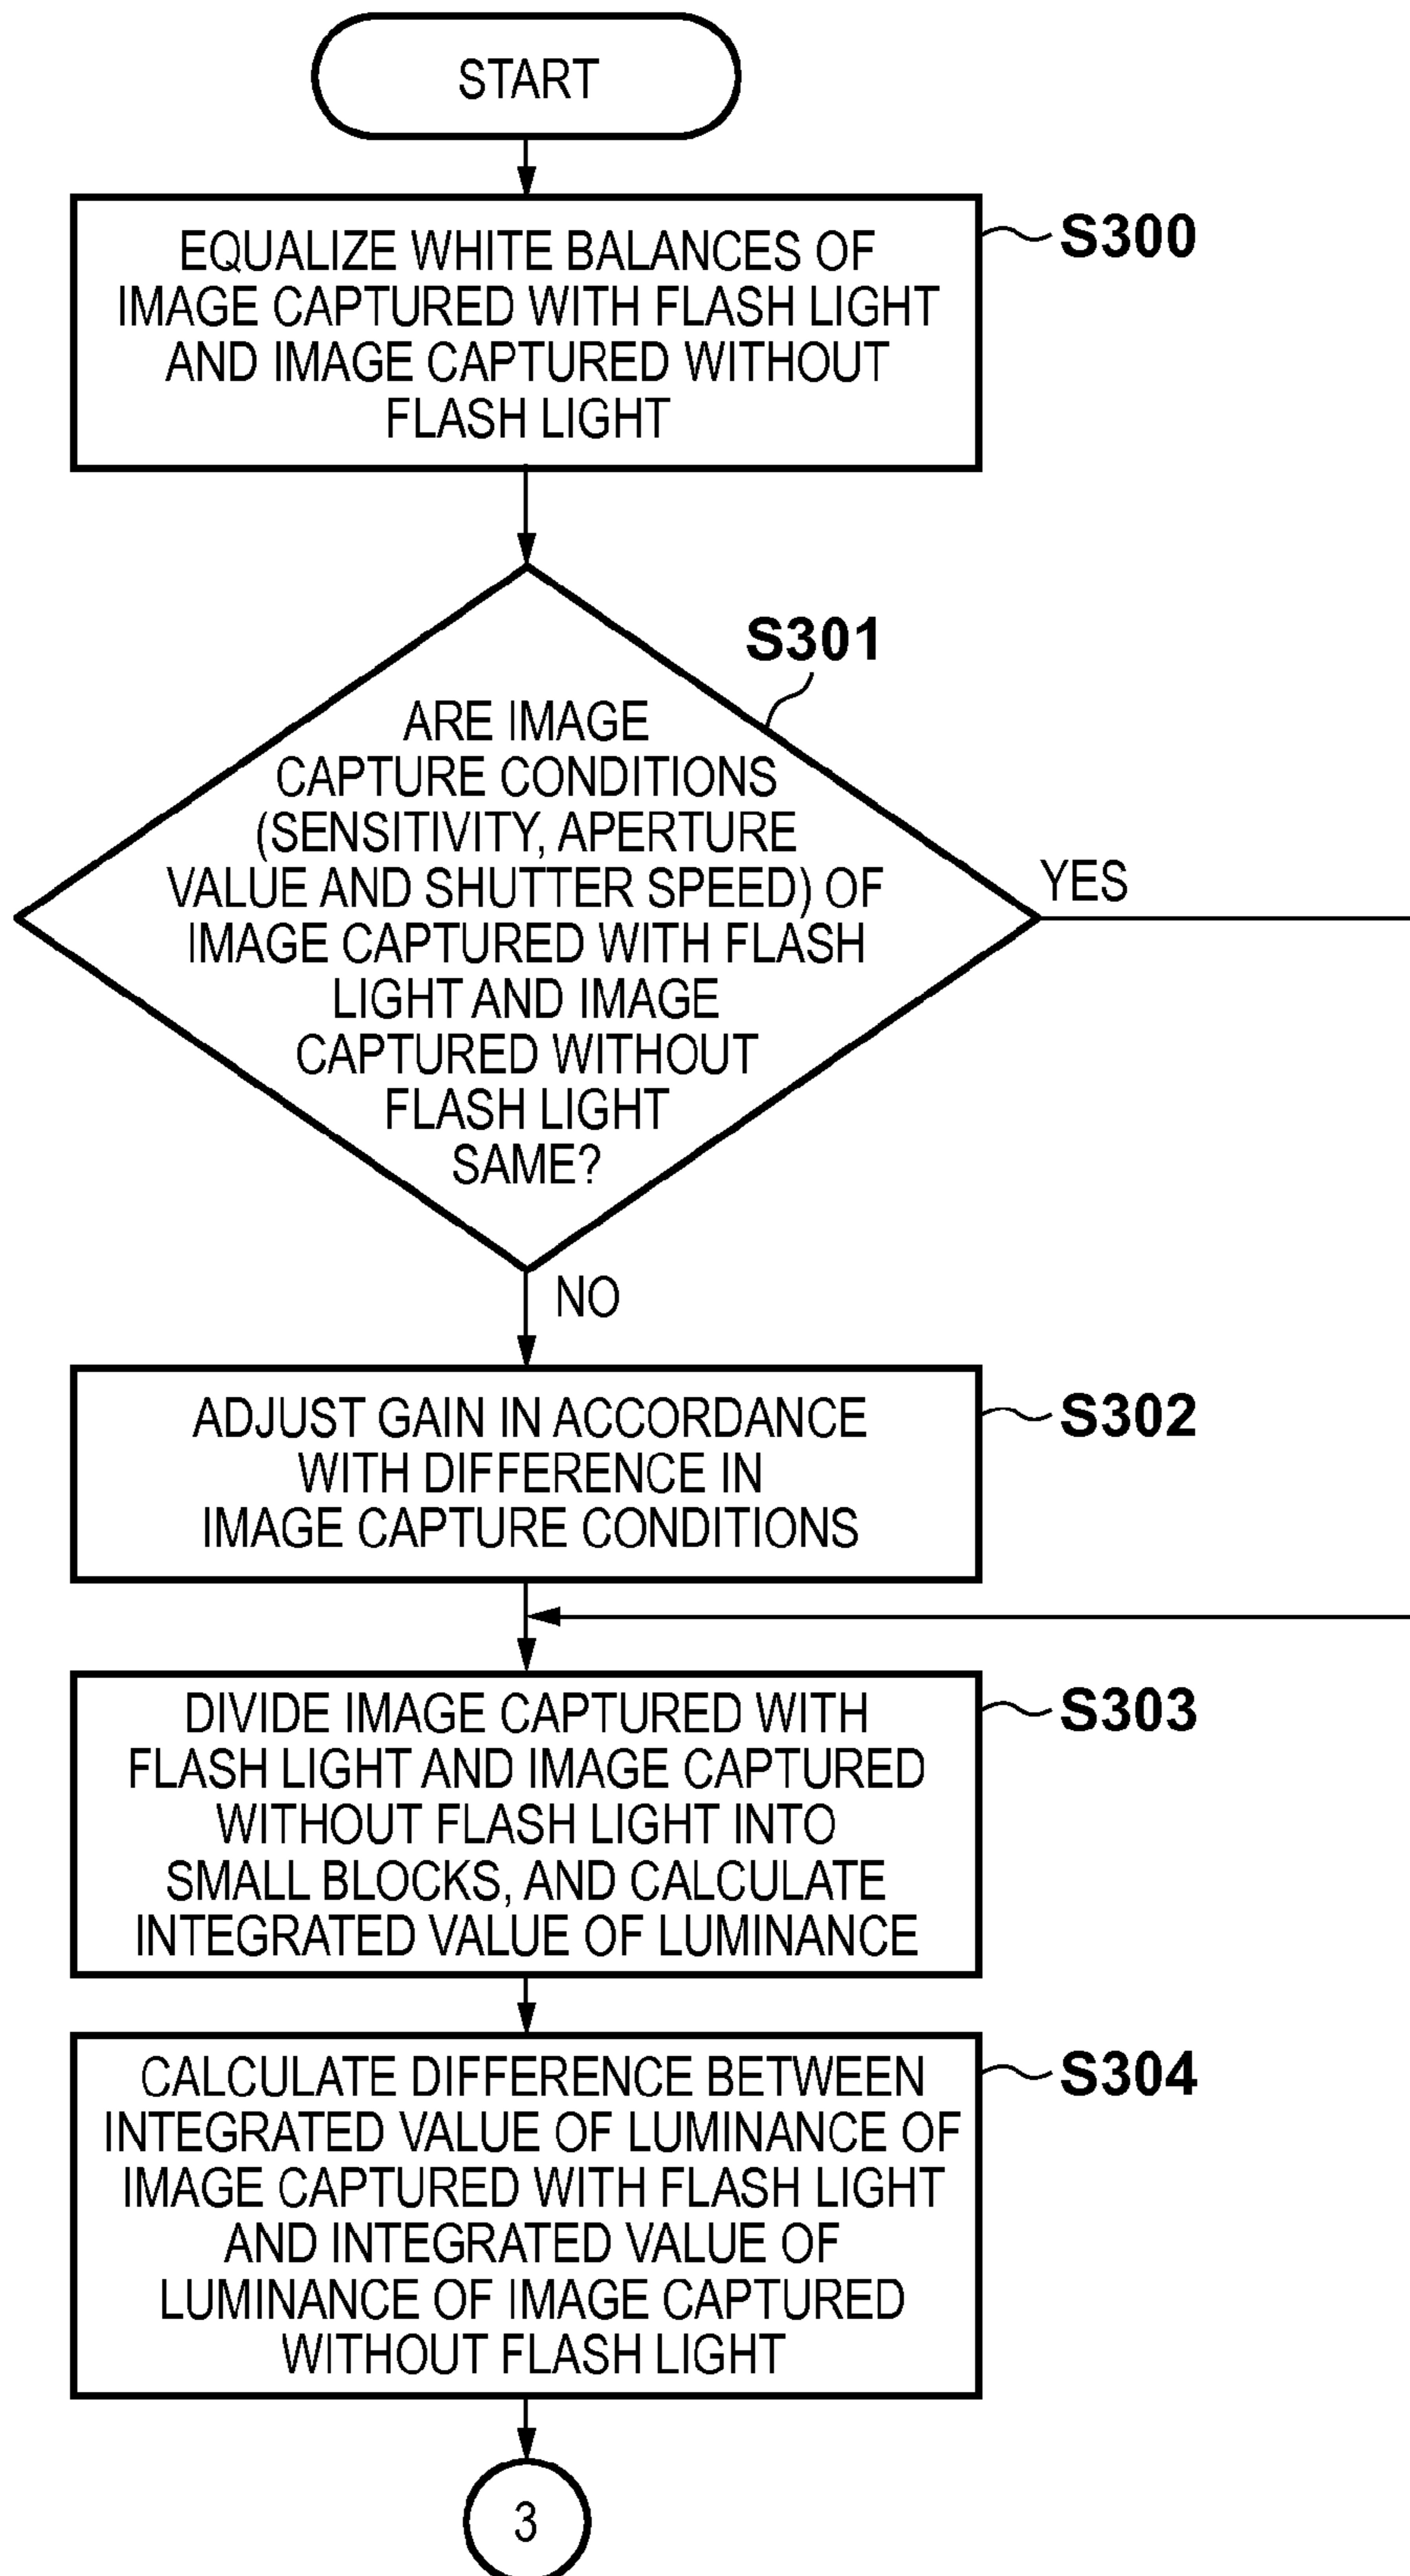 START
EQUALIZE WHITE BALANCES OF
IMAGE CAPTURED WITH FLASH LIGHT
AND IMAGE CAPTURED WITHOUT
FLASH LIGHT
S300
S301
ARE IMAGE
CAPTURE CONDITIONS
(SENSITIVITY, APERTURE
VALUE AND SHUTTER SPEED) OF
IMAGE CAPTURED WITH FLASH
LIGHT AND IMAGE
CAPTURED WITHOUT
FLASH LIGHT
SAME?
YES
NO
ADJUST GAIN IN ACCORDANCE
WITH DIFFERENCE IN
IMAGE CAPTURE CONDITIONS
S302
DIVIDE IMAGE CAPTURED WITH
FLASH LIGHT AND IMAGE CAPTURED
WITHOUT FLASH LIGHT INTO
SMALL BLOCKS, AND CALCULATE
INTEGRATED VALUE OF LUMINANCE
S303
CALCULATE DIFFERENCE BETWEEN
INTEGRATED VALUE OF LUMINANCE OF
IMAGE CAPTURED WITH FLASH LIGHT
AND INTEGRATED VALUE OF
LUMINANCE OF IMAGE CAPTURED
WITHOUT FLASH LIGHT
S304
3